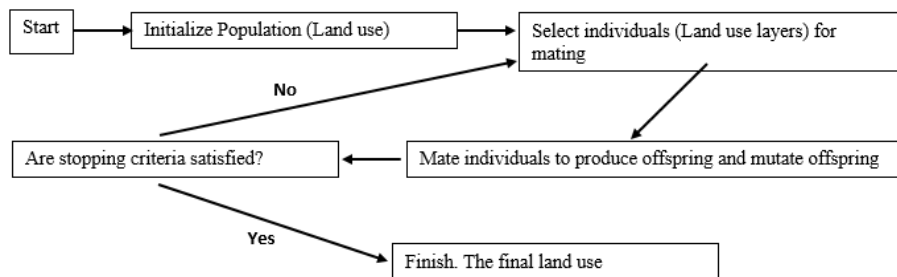 Start
Initialize Population (Land use)
Select individuals (Land use layers) for
mating
No
Are stopping criteria satisfied?
Mate individuals to produce offspring and mutate offspring
Yes
Finish. The final land use